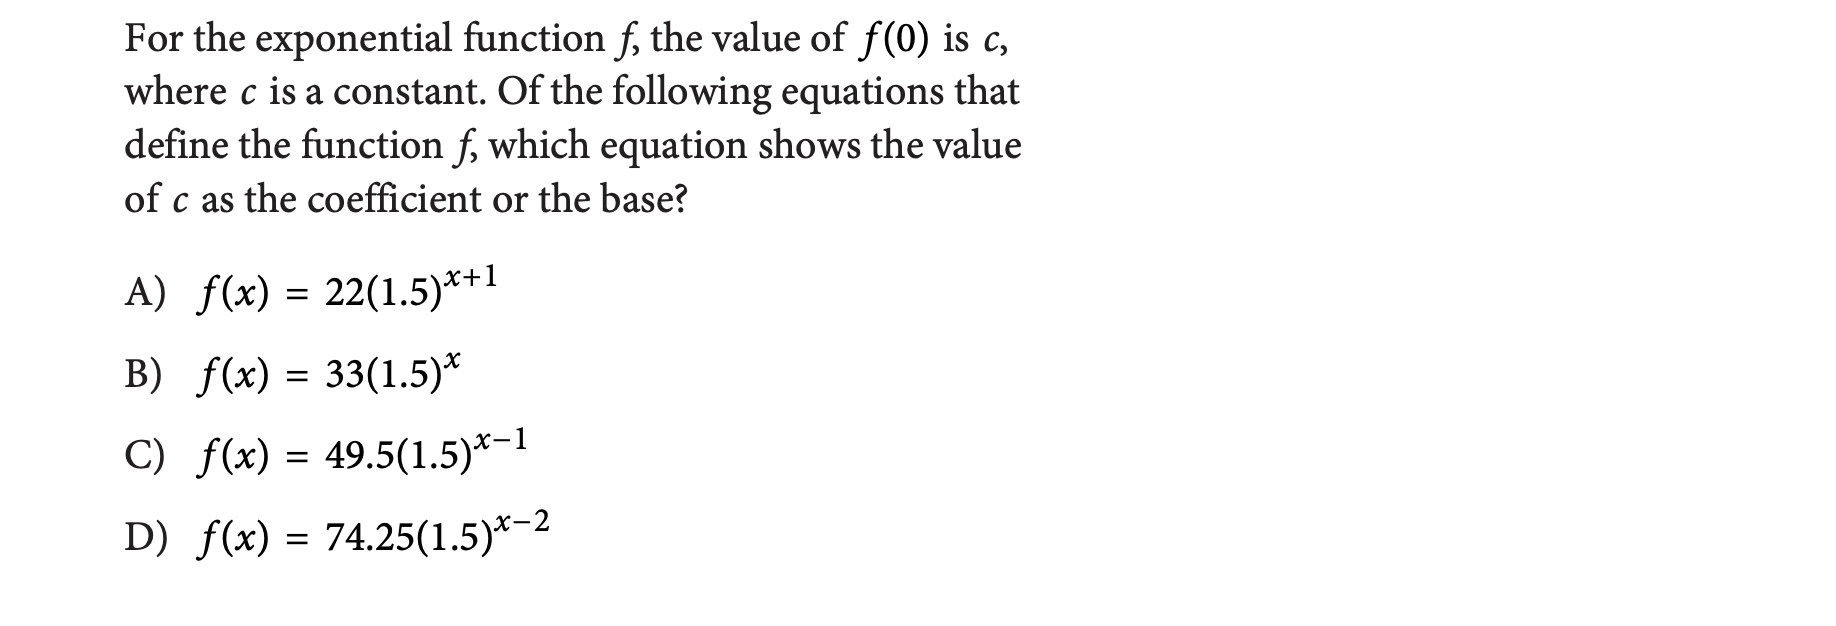 For the exponential function f, the value of f(0) is c,
where c is a constant. Of the following equations that
define the function f, which equation shows the value
of c as the coefficient or the base?
A) f(x) = 22(1.5)^{x+1}
B) f(x) = 33(1.5)^{x}
C) f(x) = 49.5(1.5)^{x−1}
D) f(x) = 74.25(1.5)^{x−2}